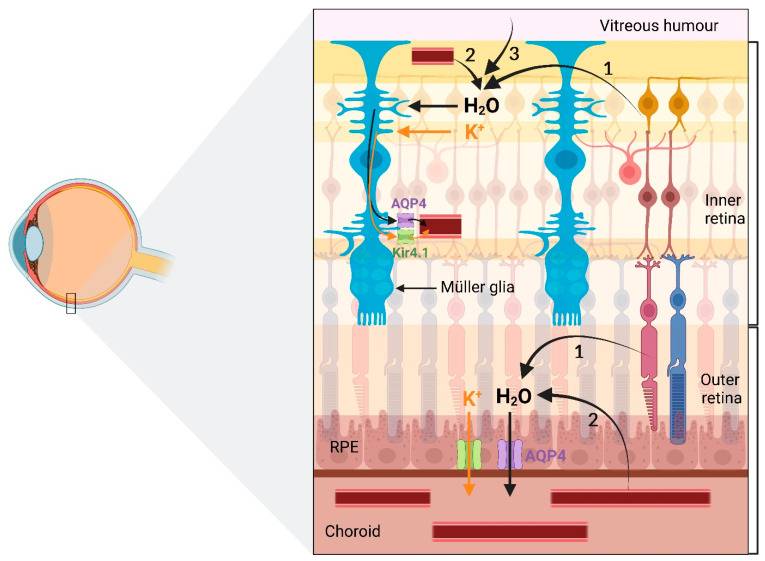 Vitreous humour
2
3
1
H₂O
K⁺
AQP4
Kir4.1
Inner
retina
Müller glia
1
K⁺
H₂O
Outer
retina
2
RPE
AQP4
Choroid